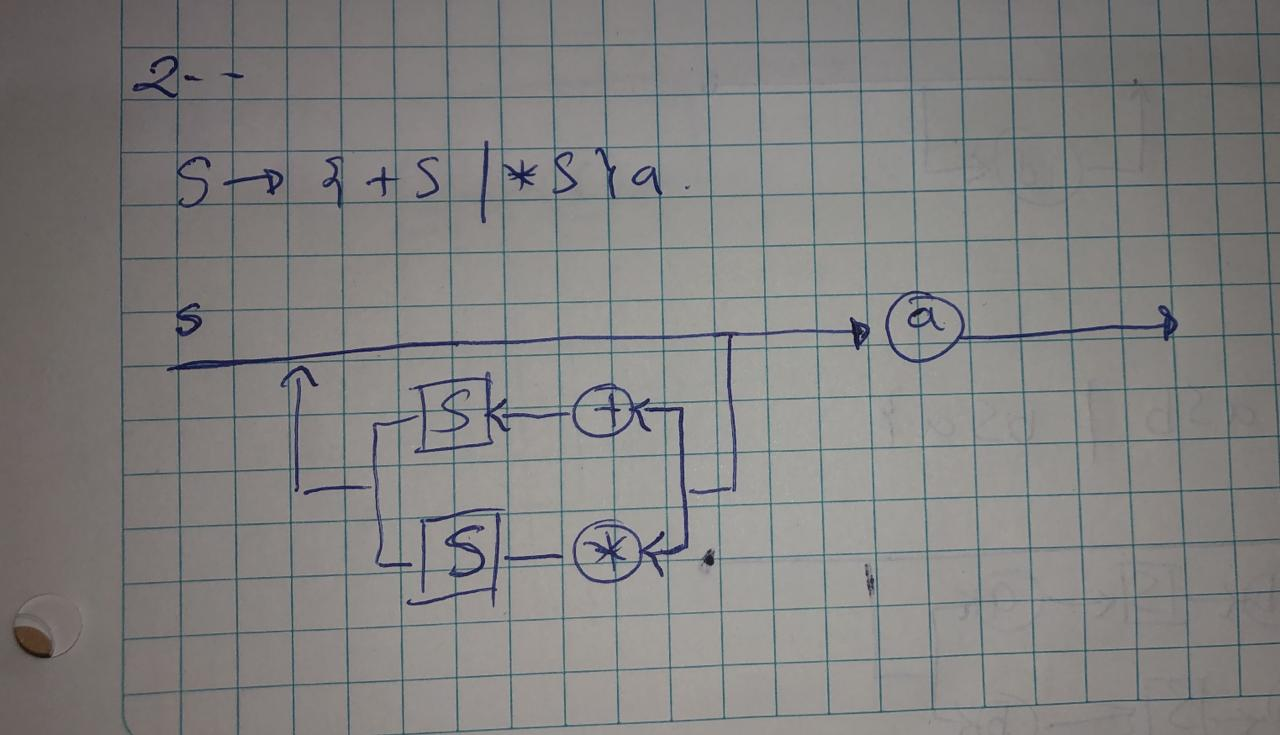 2--
S → { + S | * S } a .
S
a
S +
S *